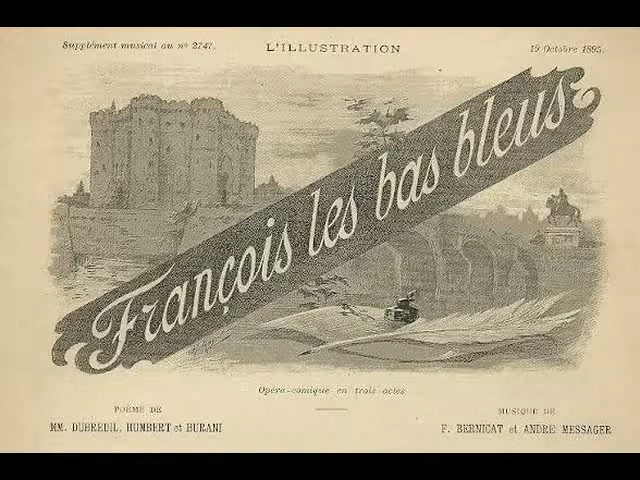 Supplément musical au nº 2747.
L'ILLUSTRATION
19 Octobre 1895.
François les bas bleus
Opéra-comique en trois actes
POÈME DE
MM. DUBREUIL, HUMBERT et BURANI
MUSIQUE DE
F. BERNICAT et ANDRE MESSAGER